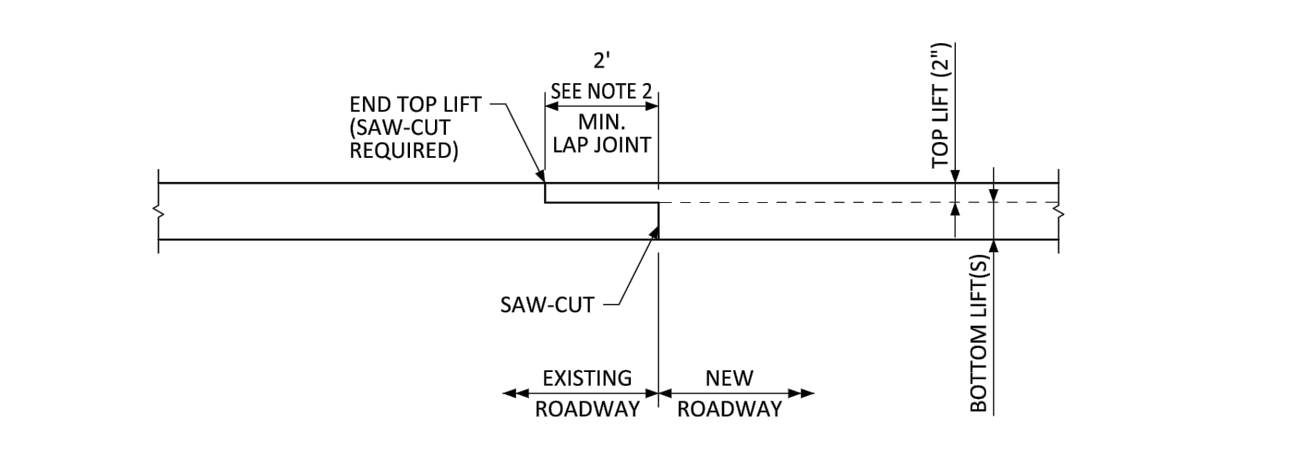 2'
SEE NOTE 2
MIN.
LAP JOINT
END TOP LIFT
(SAW-CUT
REQUIRED)
TOP LIFT (2")
SAW-CUT
BOTTOM LIFT(S)
EXISTING
ROADWAY
NEW
ROADWAY